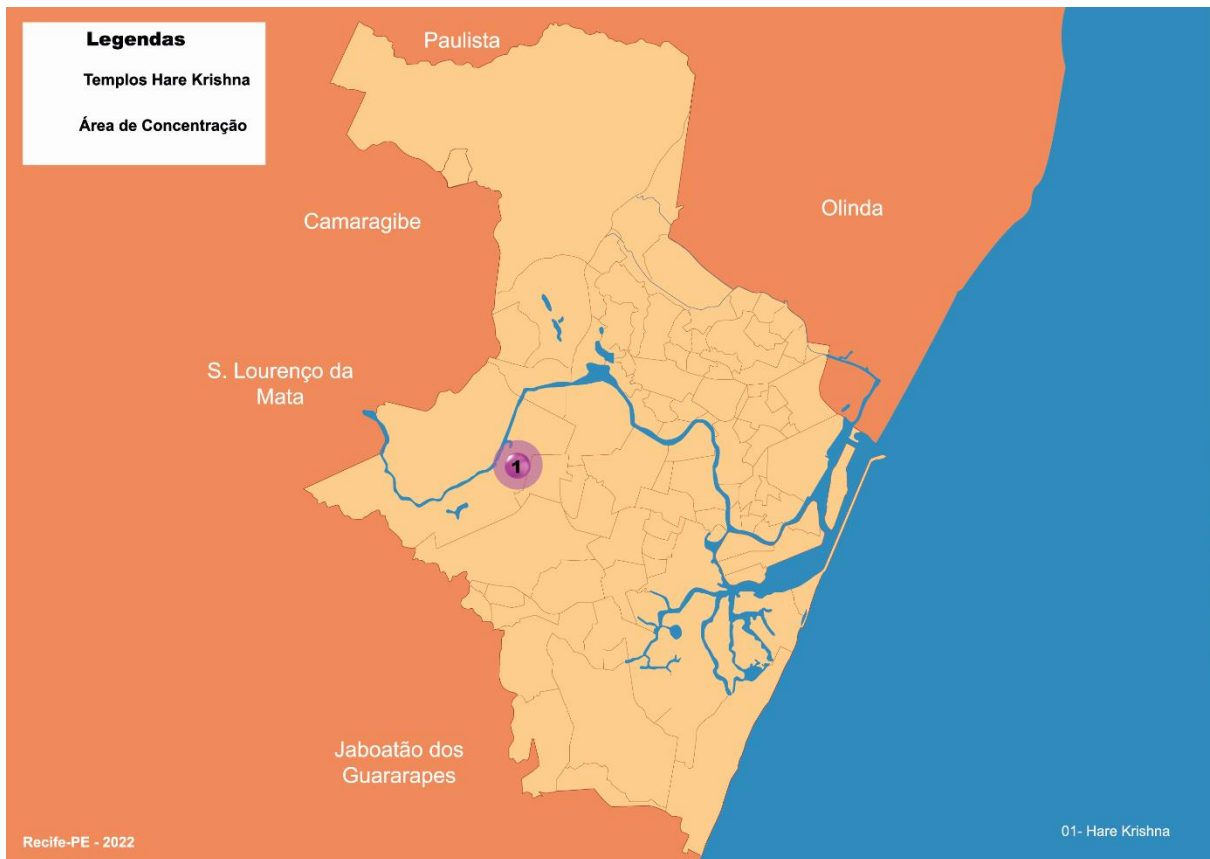 Legendas
Templos Hare Krishna
Área de Concentração
Paulista
Camaragibe
Olinda
S. Lourenço da
Mata
1
Jaboatão dos
Guararapes
Recife-PE - 2022
01- Hare Krishna